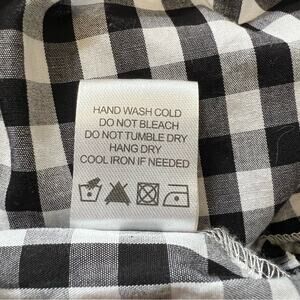 HAND WASH COLD
DO NOT BLEACH
DO NOT TUMBLE DRY
HANG DRY
COOL IRON IF NEEDED